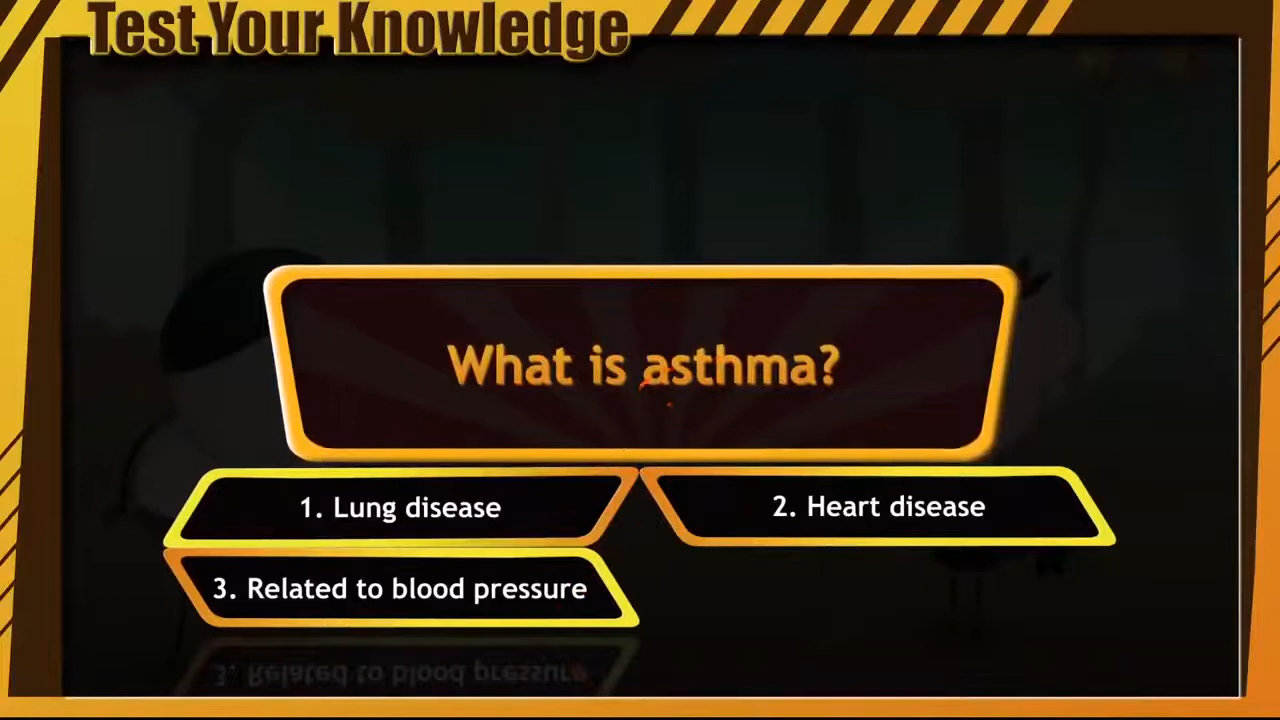 Test Your Knowledge
What is asthma?
1. Lung disease
2. Heart disease
3. Related to blood pressure